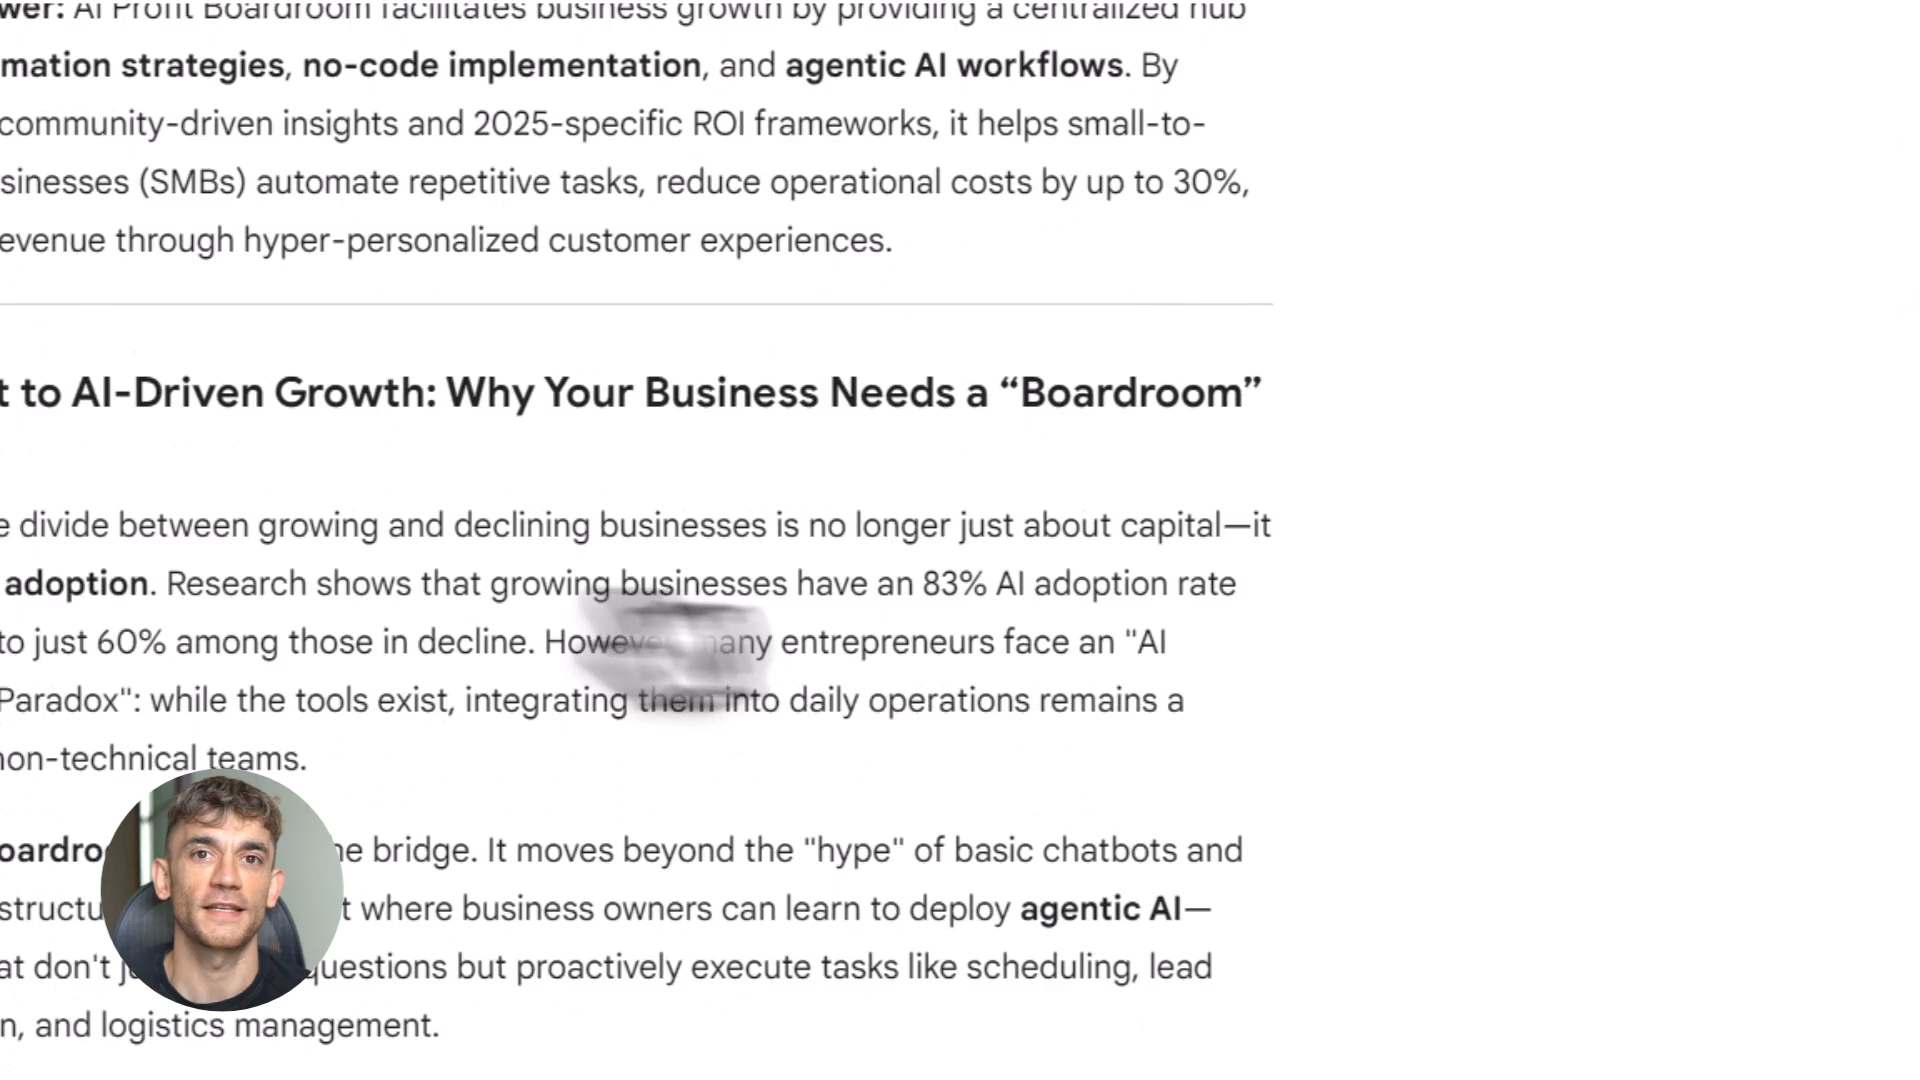 wer: AI Profit Boardroom facilitates business growth by providing a centralized hub
mation strategies, no-code implementation, and agentic AI workflows. By
community-driven insights and 2025-specific ROI frameworks, it helps small-to-
sinesses (SMBs) automate repetitive tasks, reduce operational costs by up to 30%,
evenue through hyper-personalized customer experiences.
t to AI-Driven Growth: Why Your Business Needs a “Boardroom”
e divide between growing and declining businesses is no longer just about capital—it
adoption. Research shows that growing businesses have an 83% AI adoption rate
to just 60% among those in decline. However many entrepreneurs face an "AI
Paradox": while the tools exist, integrating them into daily operations remains a
non-technical teams.
oardro he bridge. It moves beyond the "hype" of basic chatbots and
structu t where business owners can learn to deploy agentic AI—
at don't j questions but proactively execute tasks like scheduling, lead
n, and logistics management.